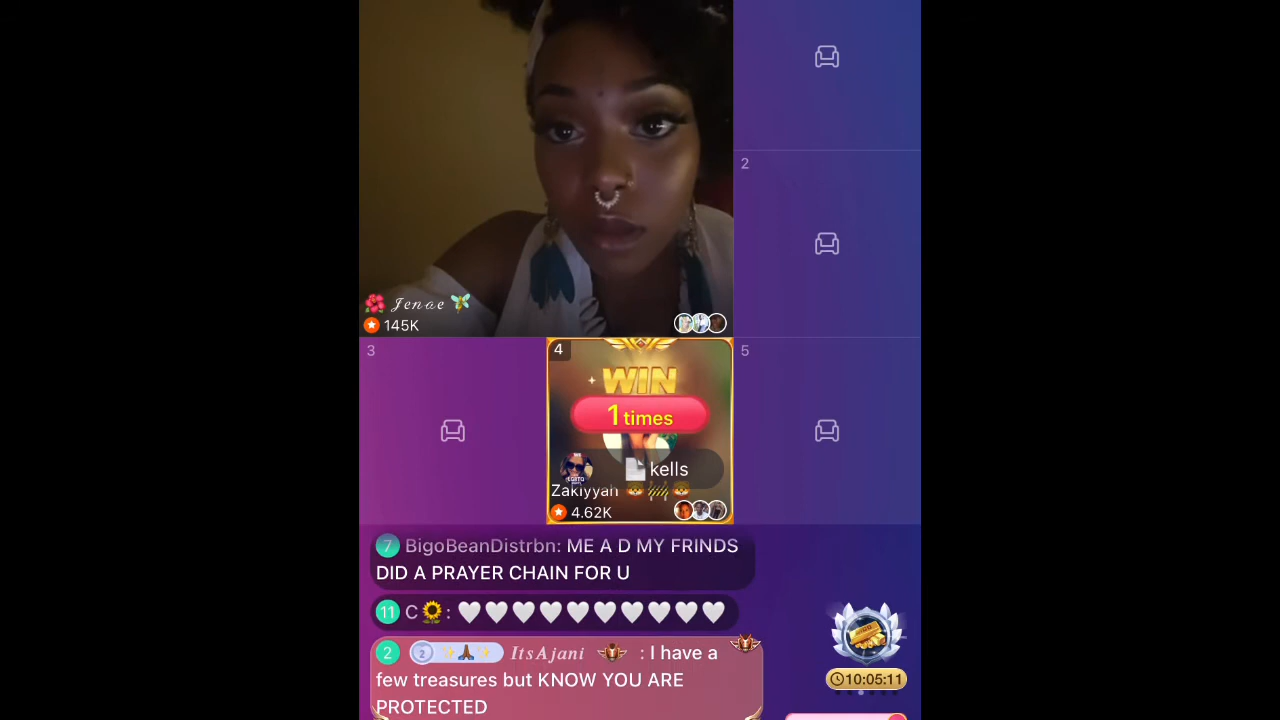 2
🌺 𝒥𝑒𝓃𝒶𝑒 🧚
145K
3
4
5
WIN
1 times
kells
Zakiyyah 🐯🚧🐯
4.62K
7 BigoBeanDistrbn: ME A D MY FRINDS
DID A PRAYER CHAIN FOR U
11 C🌻: 🤍🤍🤍🤍🤍🤍🤍🤍🤍🤍
2 2 ✨🙏🏾✨ 𝑰𝒕𝒔𝑨𝒋𝒂𝒏𝒊 : I have a
few treasures but KNOW YOU ARE
PROTECTED
10:05:11